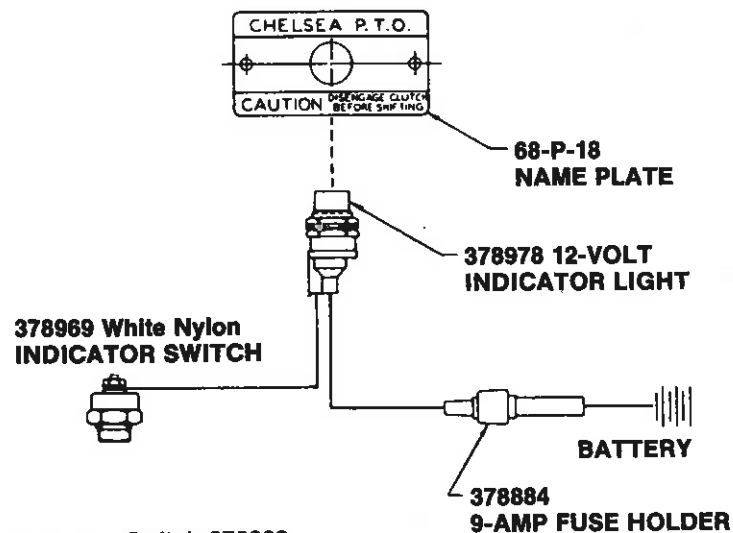 CHELSEA P.T.O.
CAUTION DISENGAGE CLUTCH
BEFORE SHIFTING
68-P-18
NAME PLATE
378978 12-VOLT
INDICATOR LIGHT
378969 White Nylon
INDICATOR SWITCH
BATTERY
378884
9-AMP FUSE HOLDER